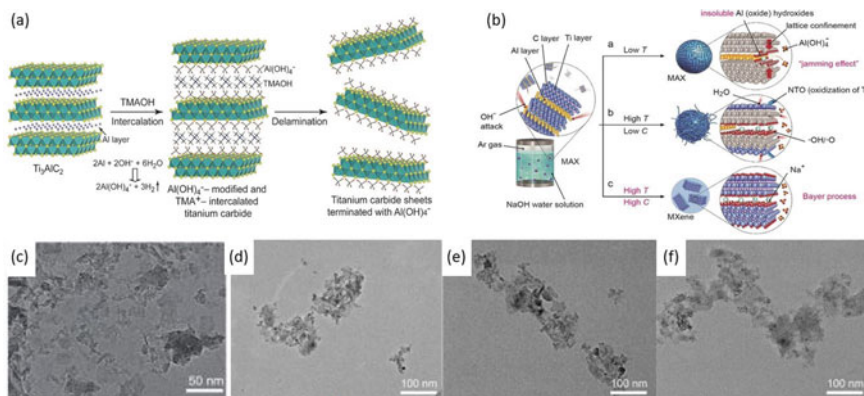 (a)
TMAOH
Intercalation
Delamination
Al(OH)₄⁻
TMAOH
Al layer
Ti₃AlC₂
2Al + 2OH⁻ + 6H₂O
2Al(OH)₄⁻ + 3H₂
Al(OH)₄⁻– modified and
TMA⁺– intercalated
titanium carbide
Titanium carbide sheets
terminated with Al(OH)₄⁻
(b)
C layer
Ti layer
Al layer
OH⁻
attack
Ar gas
MAX
NaOH water solution
a
Low T
MAX
insoluble Al (oxide) hydroxides
lattice confinement
Al(OH)₄⁻
"jamming effect"
b
High T
Low C
H₂O
NTO (oxidization of T
-OH/-O
c
High T
High C
MXene
Na⁺
Bayer process
(c)
50 nm
(d)
100 nm
(e)
100 nm
(f)
100 nm